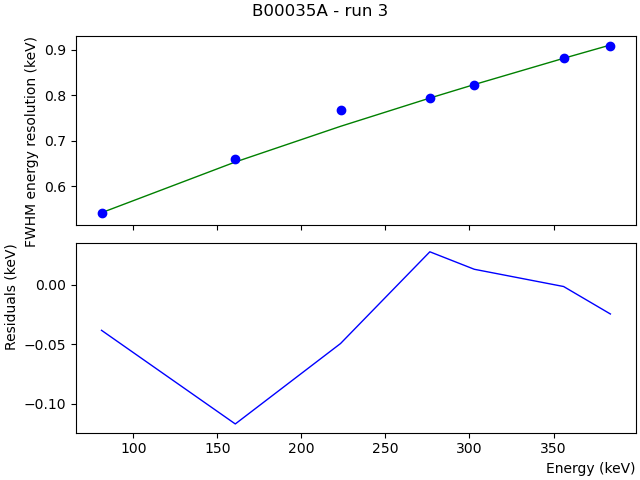 B00035A - run 3
FWHM energy resolution (keV)
0.9
0.8
0.7
0.6
Residuals (keV)
0.00
−0.05
−0.10
100 150 200 250 300 350
Energy (keV)